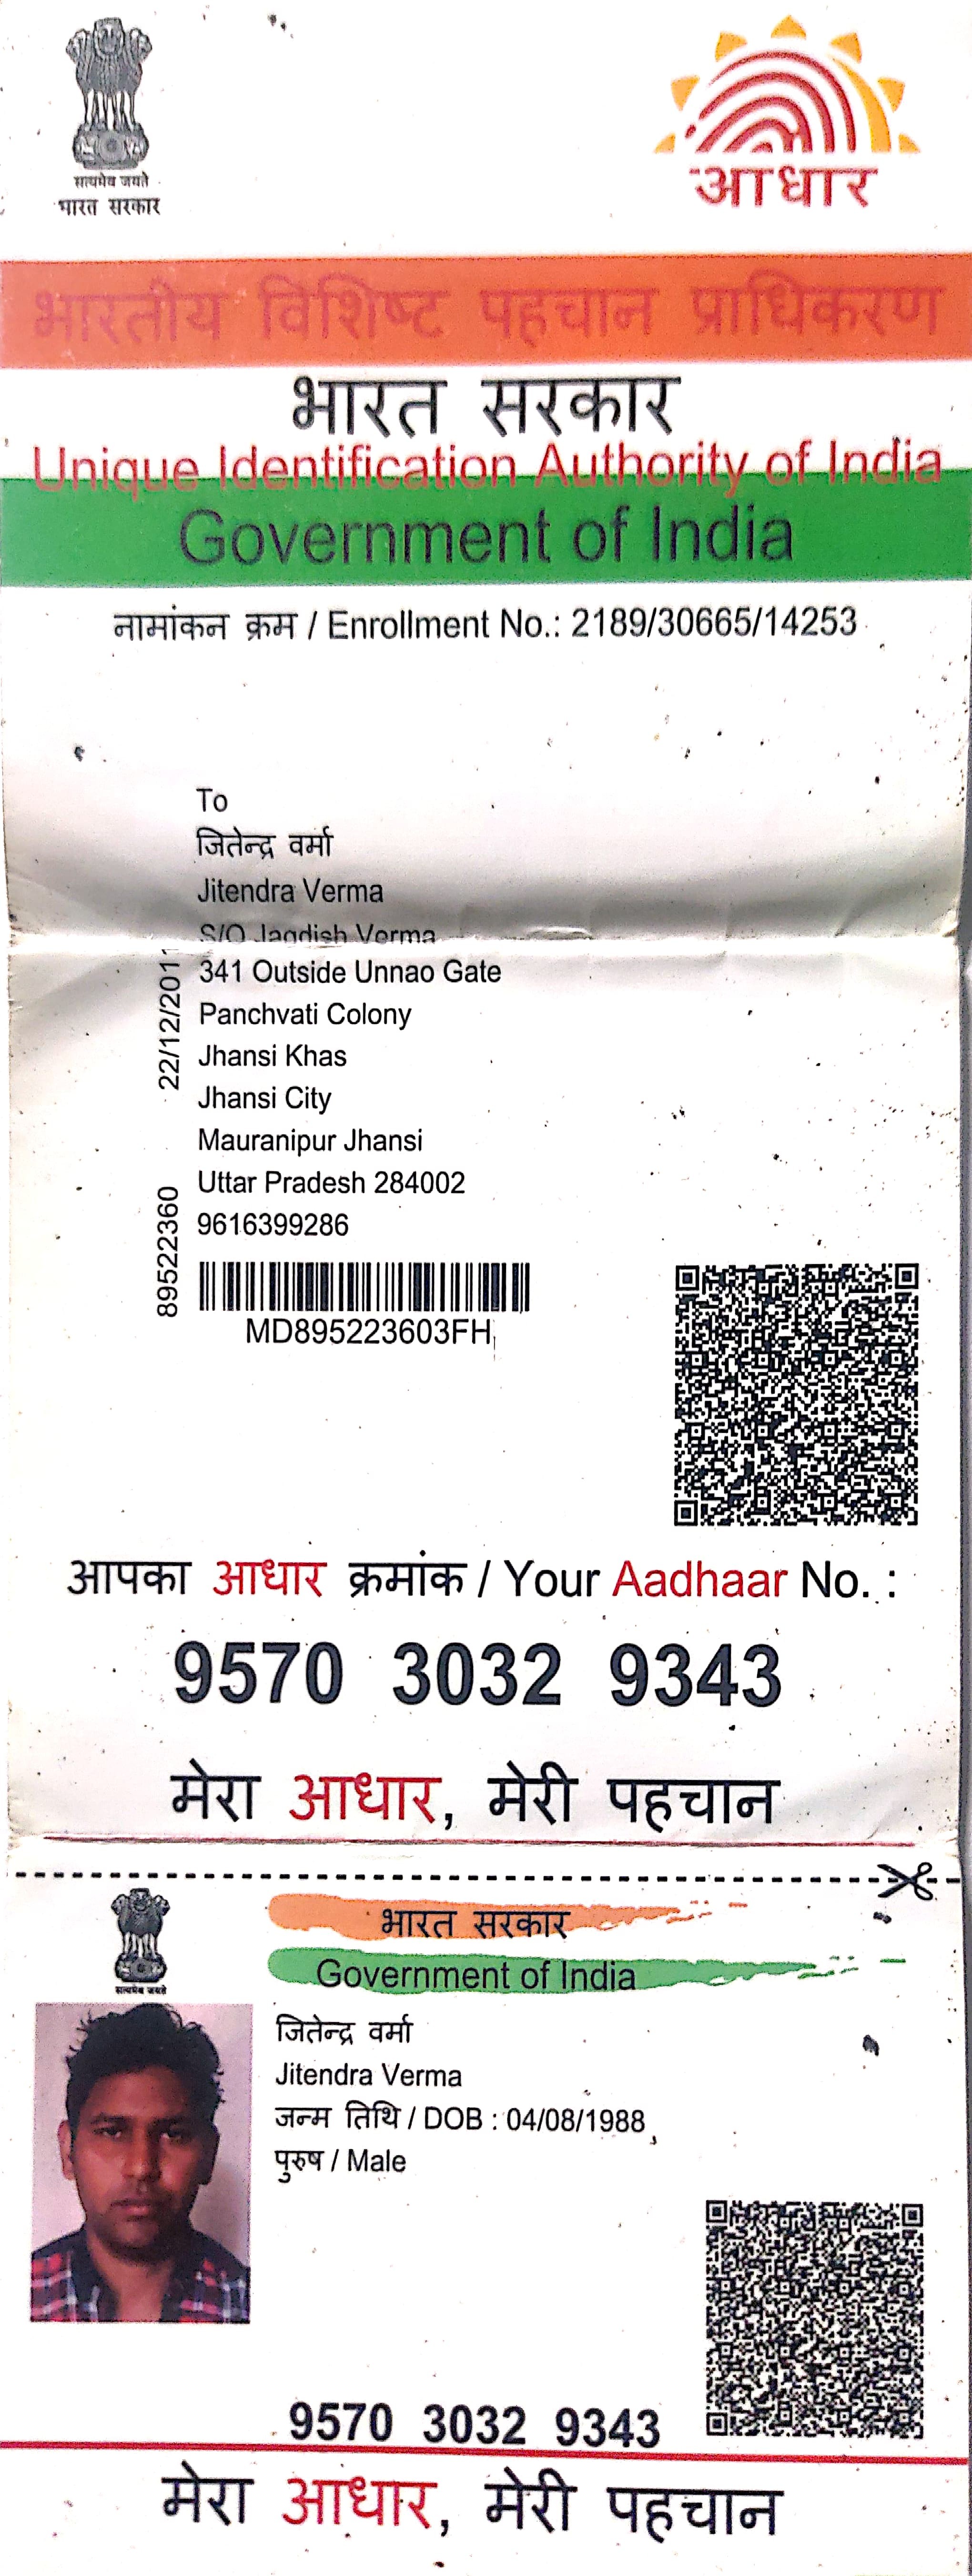 सत्यमेव जयते
भारत सरकार
आधार
भारतीय विशिष्ट पहचान प्राधिकरण
भारत सरकार
Unique Identification Authority of India
Government of India
नामांकन क्रम / Enrollment No.: 2189/30665/14253
To
जितेन्द्र वर्मा
Jitendra Verma
S/O Jagdish Verma
341 Outside Unnao Gate
Panchvati Colony
Jhansi Khas
Jhansi City
Mauranipur Jhansi
Uttar Pradesh 284002
9616399286
22/12/2011
89522360
MD895223603FH
आपका आधार क्रमांक / Your Aadhaar No. :
9570 3032 9343
मेरा आधार, मेरी पहचान
सत्यमेव जयते
भारत सरकार
Government of India
जितेन्द्र वर्मा
Jitendra Verma
जन्म तिथि / DOB : 04/08/1988
पुरुष / Male
9570 3032 9343
मेरा आधार, मेरी पहचान